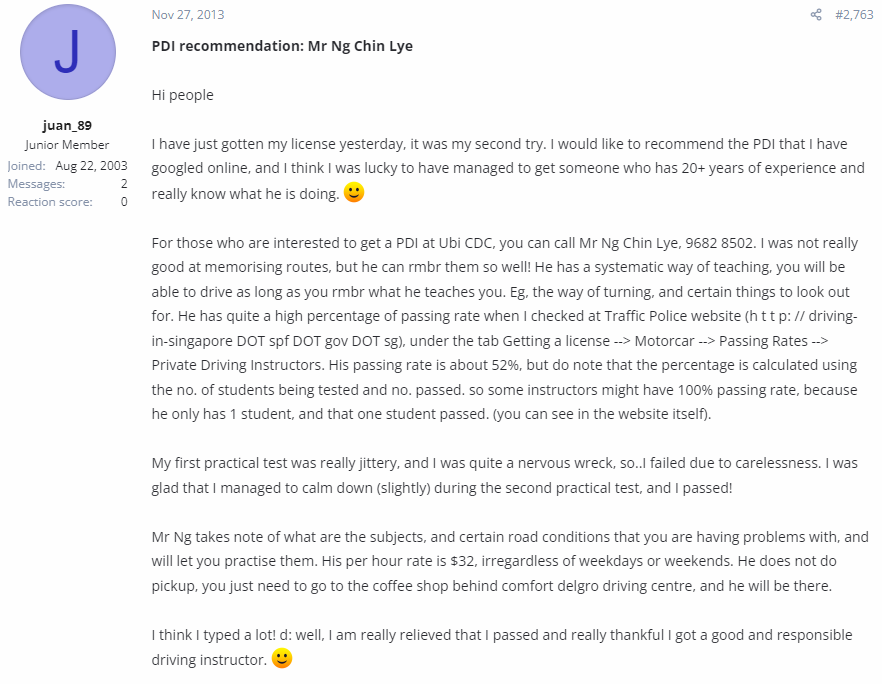 J
juan_89
Junior Member
Joined: Aug 22, 2003
Messages: 2
Reaction score: 0
Nov 27, 2013
#2,763
PDI recommendation: Mr Ng Chin Lye
Hi people
I have just gotten my license yesterday, it was my second try. I would like to recommend the PDI that I have
googled online, and I think I was lucky to have managed to get someone who has 20+ years of experience and
really know what he is doing. 🙂
For those who are interested to get a PDI at Ubi CDC, you can call Mr Ng Chin Lye, 9682 8502. I was not really
good at memorising routes, but he can rmbr them so well! He has a systematic way of teaching, you will be
able to drive as long as you rmbr what he teaches you. Eg, the way of turning, and certain things to look out
for. He has quite a high percentage of passing rate when I checked at Traffic Police website (h t t p: // driving-
in-singapore DOT spf DOT gov DOT sg), under the tab Getting a license --> Motorcar --> Passing Rates -->
Private Driving Instructors. His passing rate is about 52%, but do note that the percentage is calculated using
the no. of students being tested and no. passed. so some instructors might have 100% passing rate, because
he only has 1 student, and that one student passed. (you can see in the website itself).
My first practical test was really jittery, and I was quite a nervous wreck, so..I failed due to carelessness. I was
glad that I managed to calm down (slightly) during the second practical test, and I passed!
Mr Ng takes note of what are the subjects, and certain road conditions that you are having problems with, and
will let you practise them. His per hour rate is $32, irregardless of weekdays or weekends. He does not do
pickup, you just need to go to the coffee shop behind comfort delgro driving centre, and he will be there.
I think I typed a lot! d: well, I am really relieved that I passed and really thankful I got a good and responsible
driving instructor. 🙂